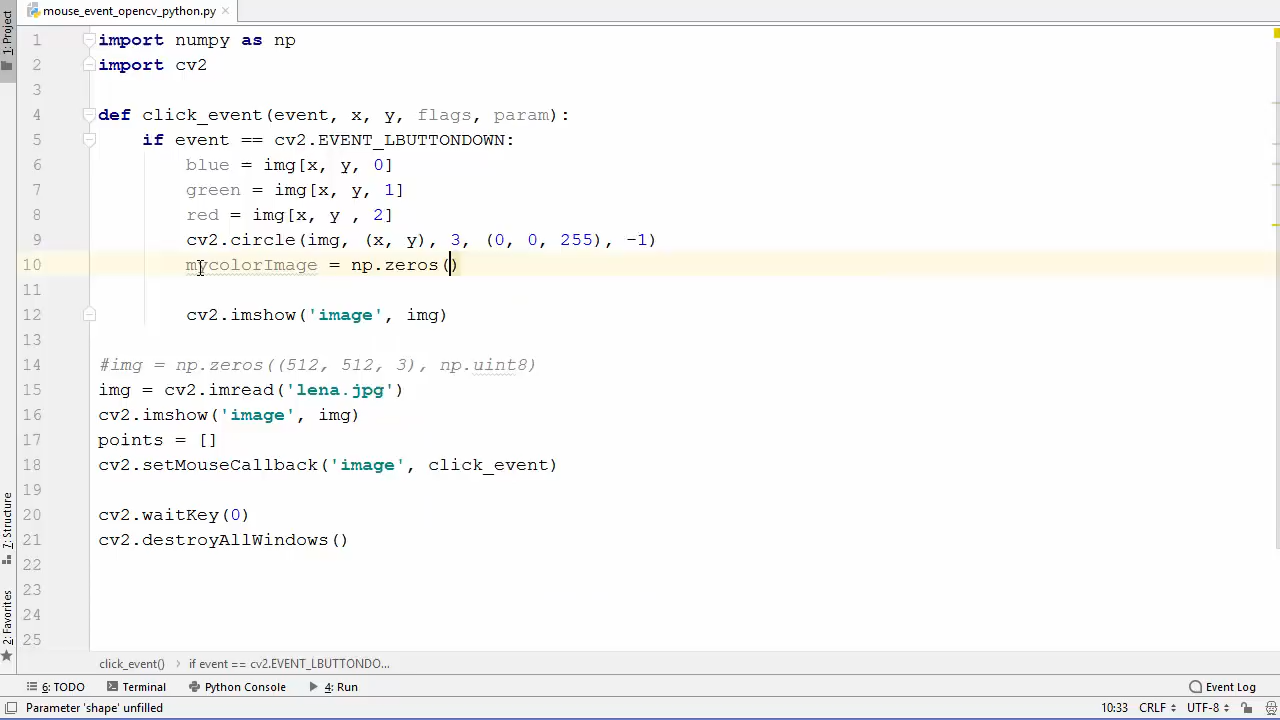 mouse_event_opencv_python.py
1: Project
1 import numpy as np
2 import cv2
3
4 def click_event(event, x, y, flags, param):
5 if event == cv2.EVENT_LBUTTONDOWN:
6 blue = img[x, y, 0]
7 green = img[x, y, 1]
8 red = img[x, y , 2]
9 cv2.circle(img, (x, y), 3, (0, 0, 255), -1)
10 mycolorImage = np.zeros()
11
12 cv2.imshow('image', img)
13
14 #img = np.zeros((512, 512, 3), np.uint8)
15 img = cv2.imread('lena.jpg')
16 cv2.imshow('image', img)
17 points = []
18 cv2.setMouseCallback('image', click_event)
19
20 cv2.waitKey(0)
21 cv2.destroyAllWindows()
22
23
24
25
7: Structure
2: Favorites
click_event() › if event == cv2.EVENT_LBUTTONDO...
6: TODO Terminal Python Console 4: Run Event Log
Parameter 'shape' unfilled 10:33 CRLF UTF-8